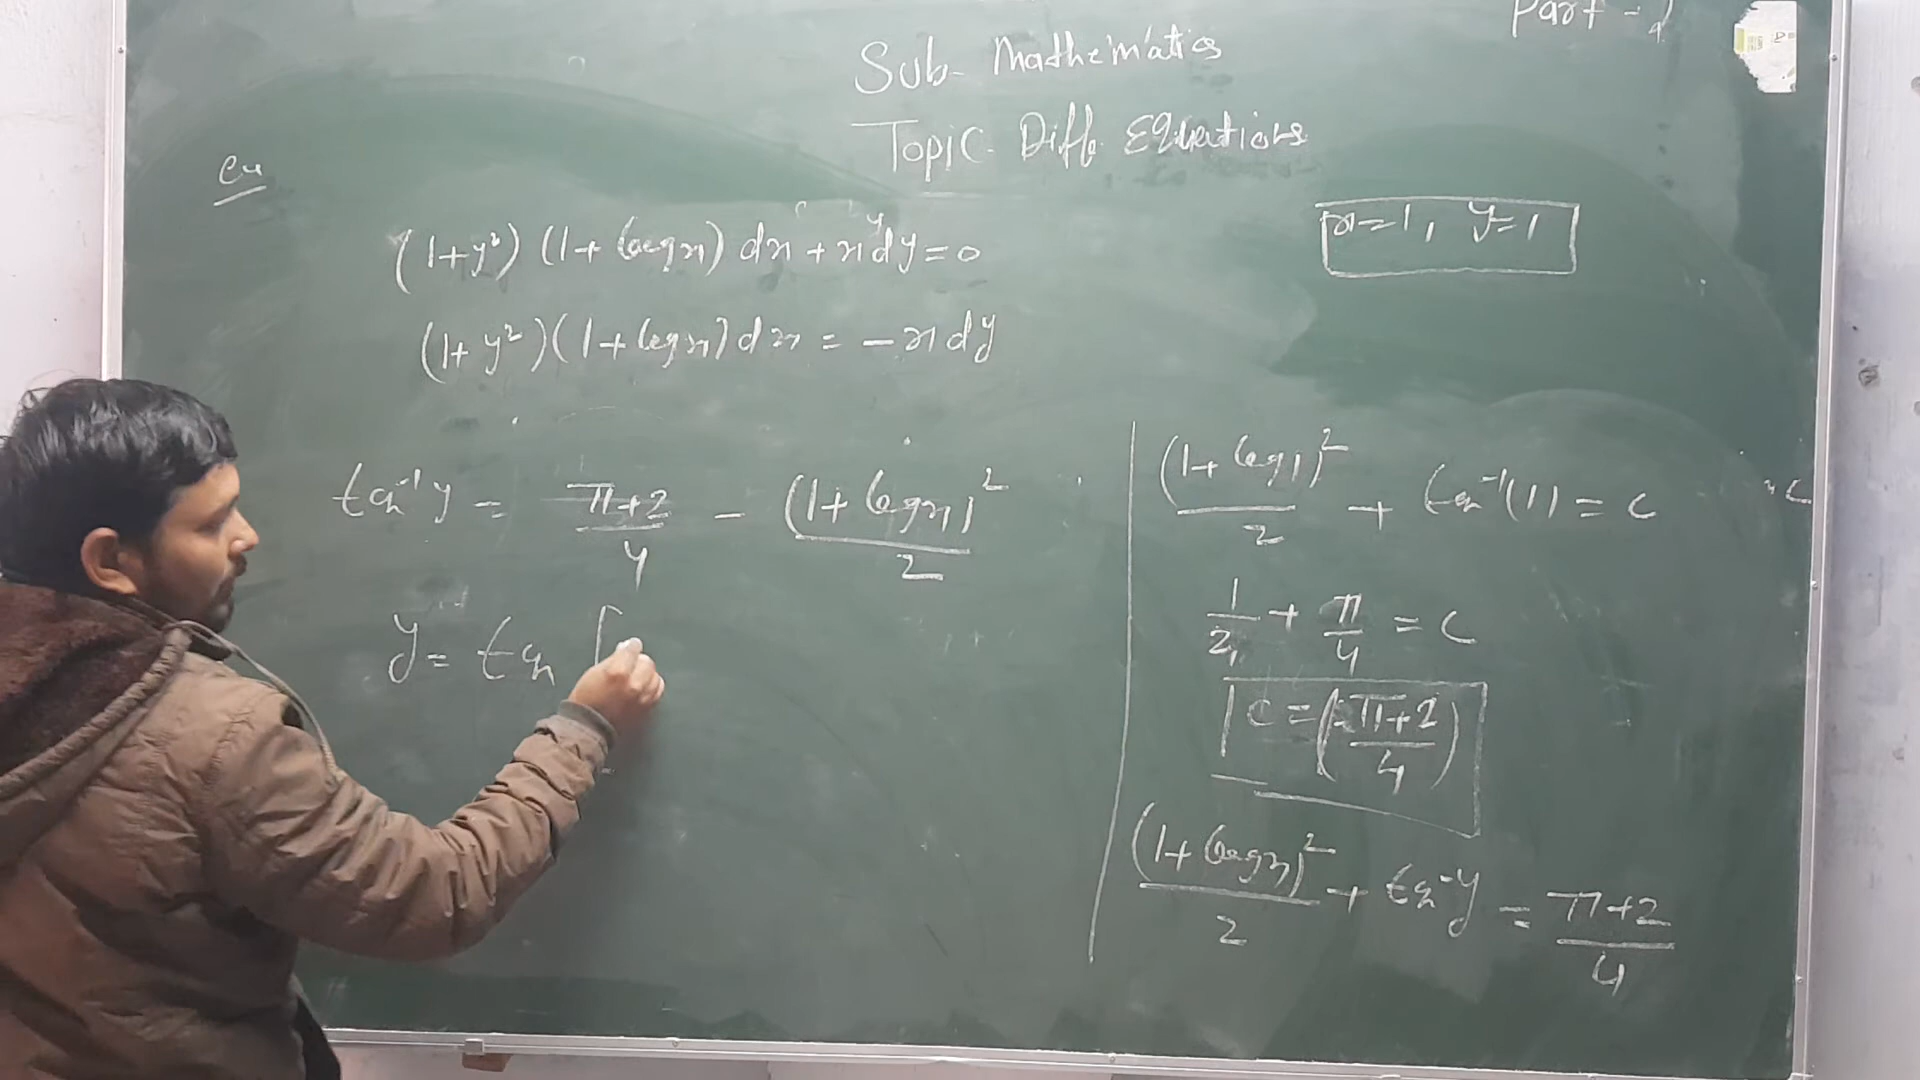 Part - 2
Sub- Mathematics
Topic- Diff. Equations
Ex
x=1, y=1
(1+y²) (1+logx) dx + x dy = 0
(1+y²)(1+logx) dx = - x dy
tan⁻¹y = π+2/4 - (1+logx)²/2
y = tan [
(1+log1)²/2 + tan⁻¹(1) = c
1/2 + π/4 = c
c = (π+2/4)
(1+logx)²/2 + tan⁻y = π+2/4